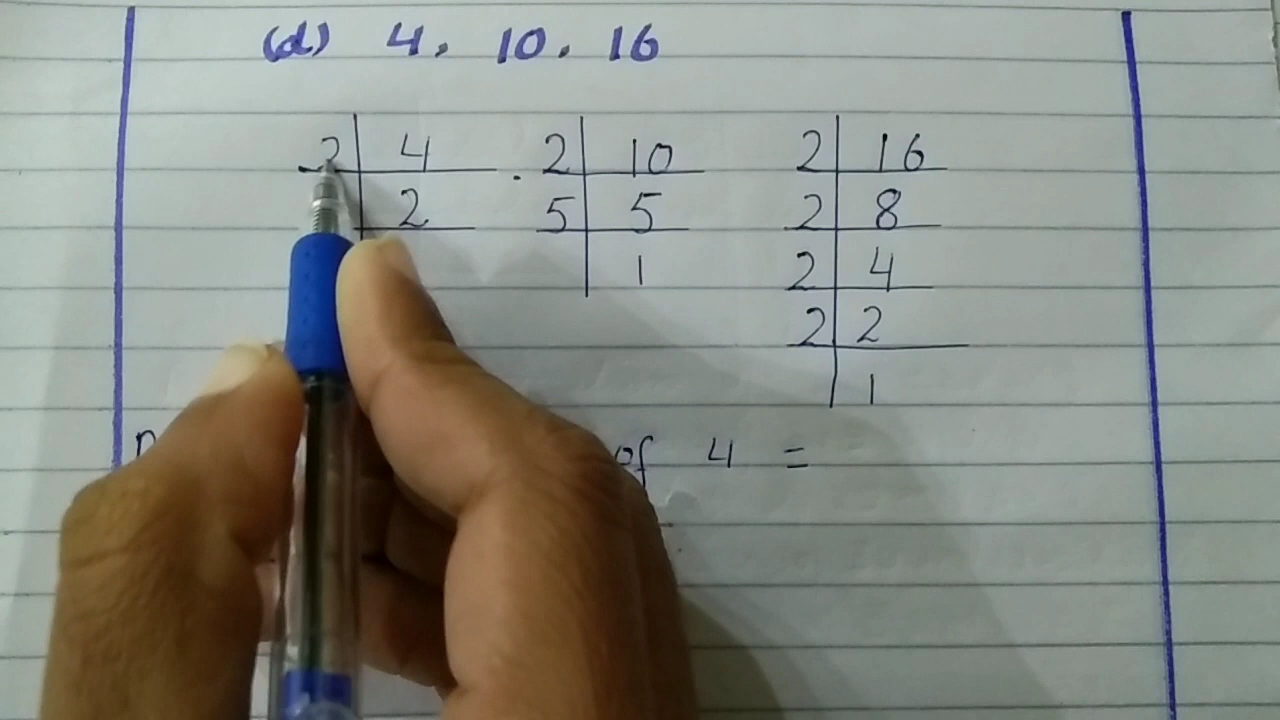 (d) 4, 10, 16
2 4 2 10 2 16
2 5 5 2 8
1 2 4
2 2
1
of 4 =